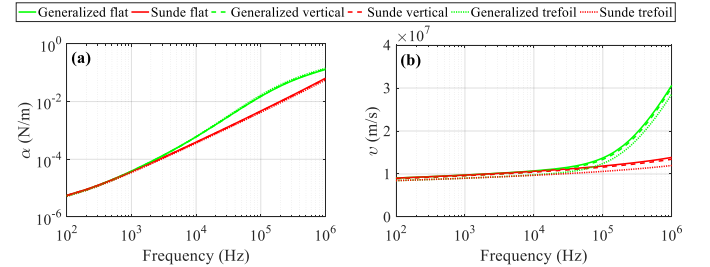 Generalized flat Sunde flat Generalized vertical Sunde vertical Generalized trefoil Sunde trefoil
(a)
α (N/m)
10^0
10^-2
10^-4
10^-6
10^2 10^3 10^4 10^5 10^6
Frequency (Hz)
×10^7
(b)
υ (m/s)
4
3
2
1
0
10^2 10^3 10^4 10^5 10^6
Frequency (Hz)